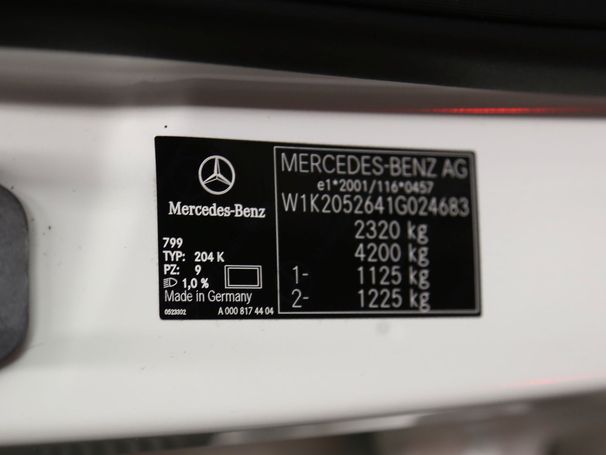 Mercedes-Benz
799
TYP: 204 K
PZ: 9
1,0 %
Made in Germany
0523302
A 000 817 44 04
MERCEDES-BENZ AG
e1*2001/116*0457
W1K2052641G024683
2320 kg
4200 kg
1- 1125 kg
2- 1225 kg